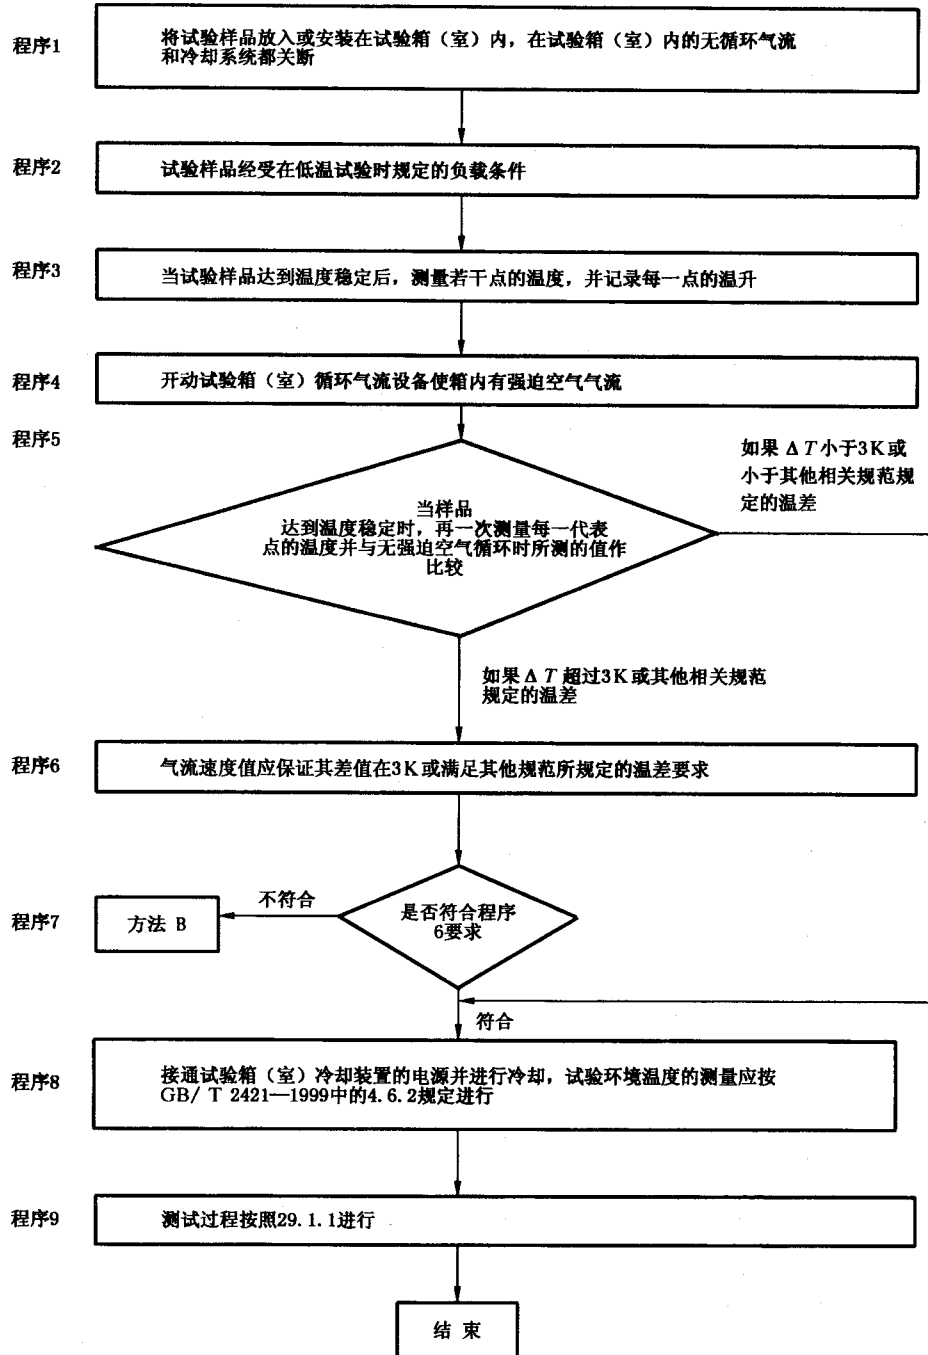 程序1
将试验样品放入或安装在试验箱（室）内，在试验箱（室）内的无循环气流
和冷却系统都关断
程序2
试验样品经受在低温试验时规定的负载条件
程序3
当试验样品达到温度稳定后，测量若干点的温度，并记录每一点的温升
程序4
开动试验箱（室）循环气流设备使箱内有强迫空气气流
程序5
如果 ΔT小于3K或
小于其他相关规范规
定的温差
当样品
达到温度稳定时，再一次测量每一代表
点的温度并与无强迫空气循环时所测的值作
比较
如果 ΔT 超过3K或其他相关规范
规定的温差
程序6
气流速度值应保证其差值在3K或满足其他规范所规定的温差要求
程序7
方法 B
不符合
是否符合程序
6要求
符合
程序8
接通试验箱（室）冷却装置的电源并进行冷却，试验环境温度的测量应按
GB/ T 2421—1999中的4.6.2规定进行
程序9
测试过程按照29.1.1进行
结 束